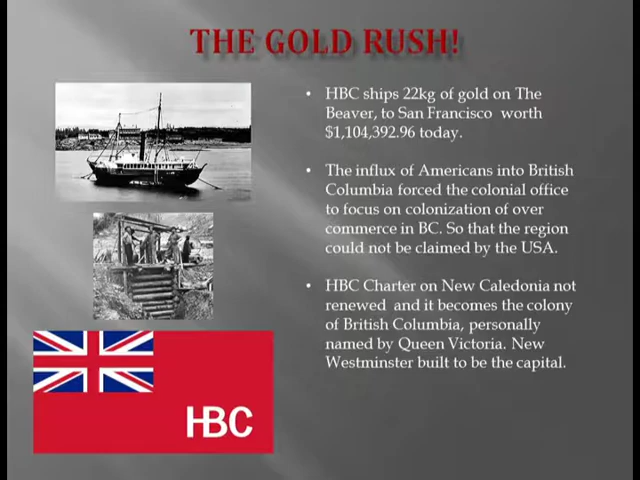 THE GOLD RUSH!
• HBC ships 22kg of gold on The
Beaver, to San Francisco worth
$1,104,392.96 today.
• The influx of Americans into British
Columbia forced the colonial office
to focus on colonization of over
commerce in BC. So that the region
could not be claimed by the USA.
• HBC Charter on New Caledonia not
renewed and it becomes the colony
of British Columbia, personally
named by Queen Victoria. New
Westminster built to be the capital.
HBC